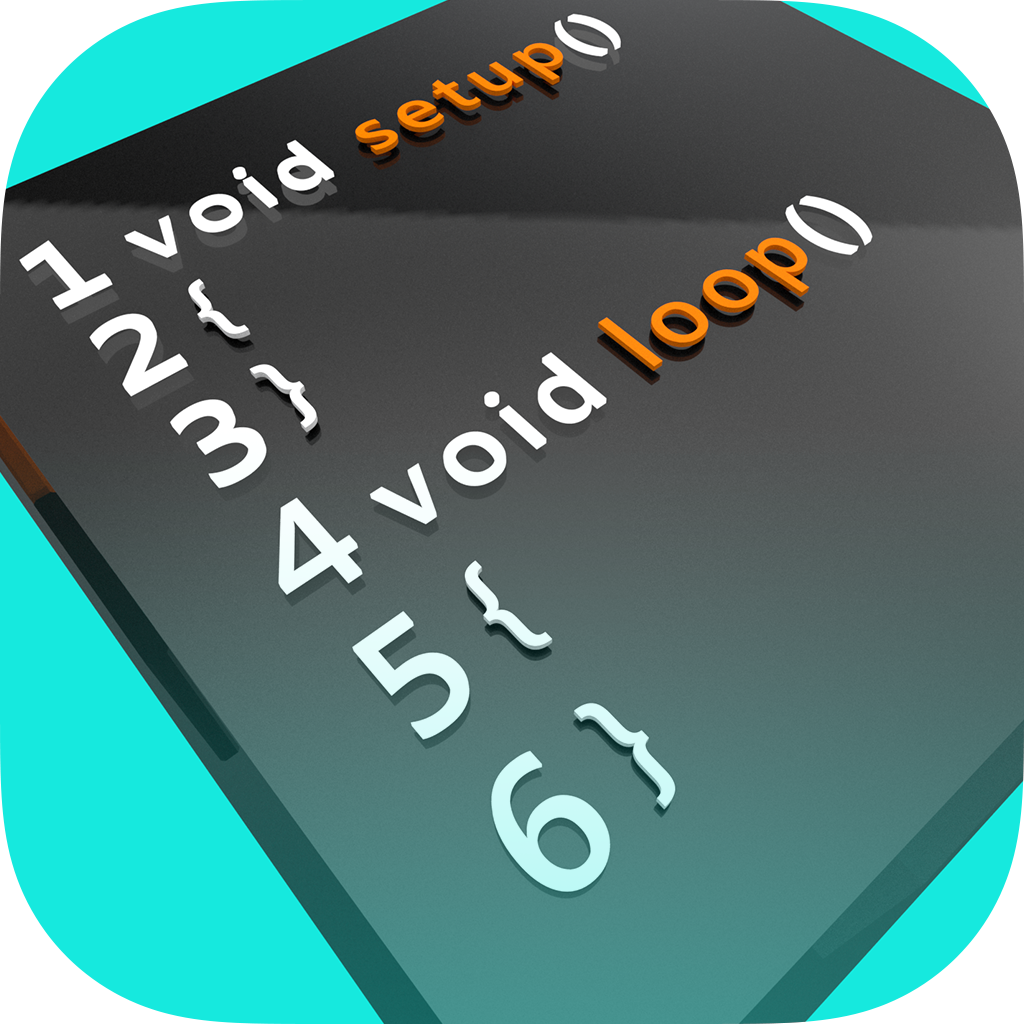 1 void setup()
2 {
3 }
4 void loop()
5 {
6 }